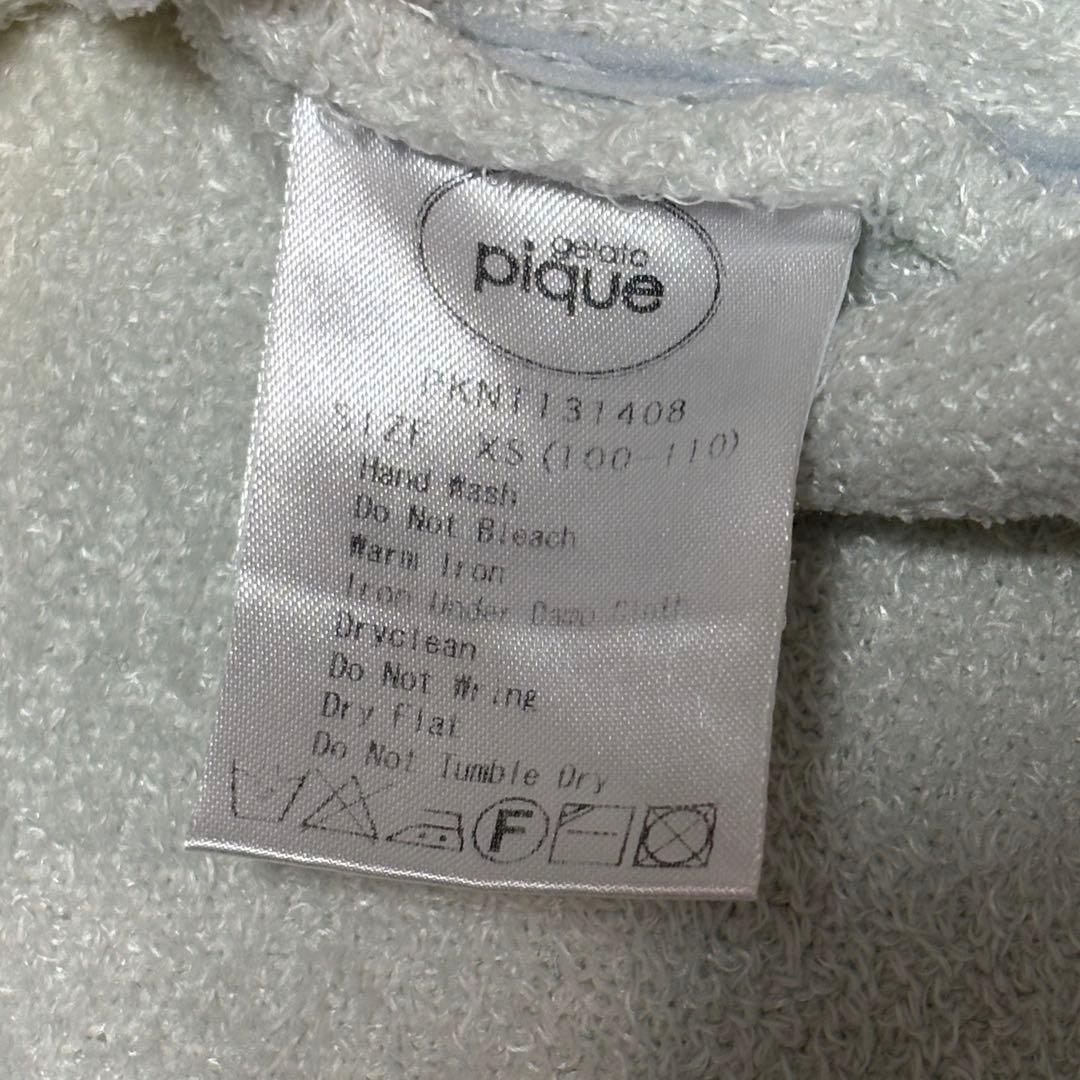 gelato
pique
PKN1131408
SIZE XS (100-110)
Hand Wash
Do Not Bleach
Warm Iron
Iron Under Damp Cloth
Dryclean
Do Not Wring
Dry Flat
Do Not Tumble Dry
F